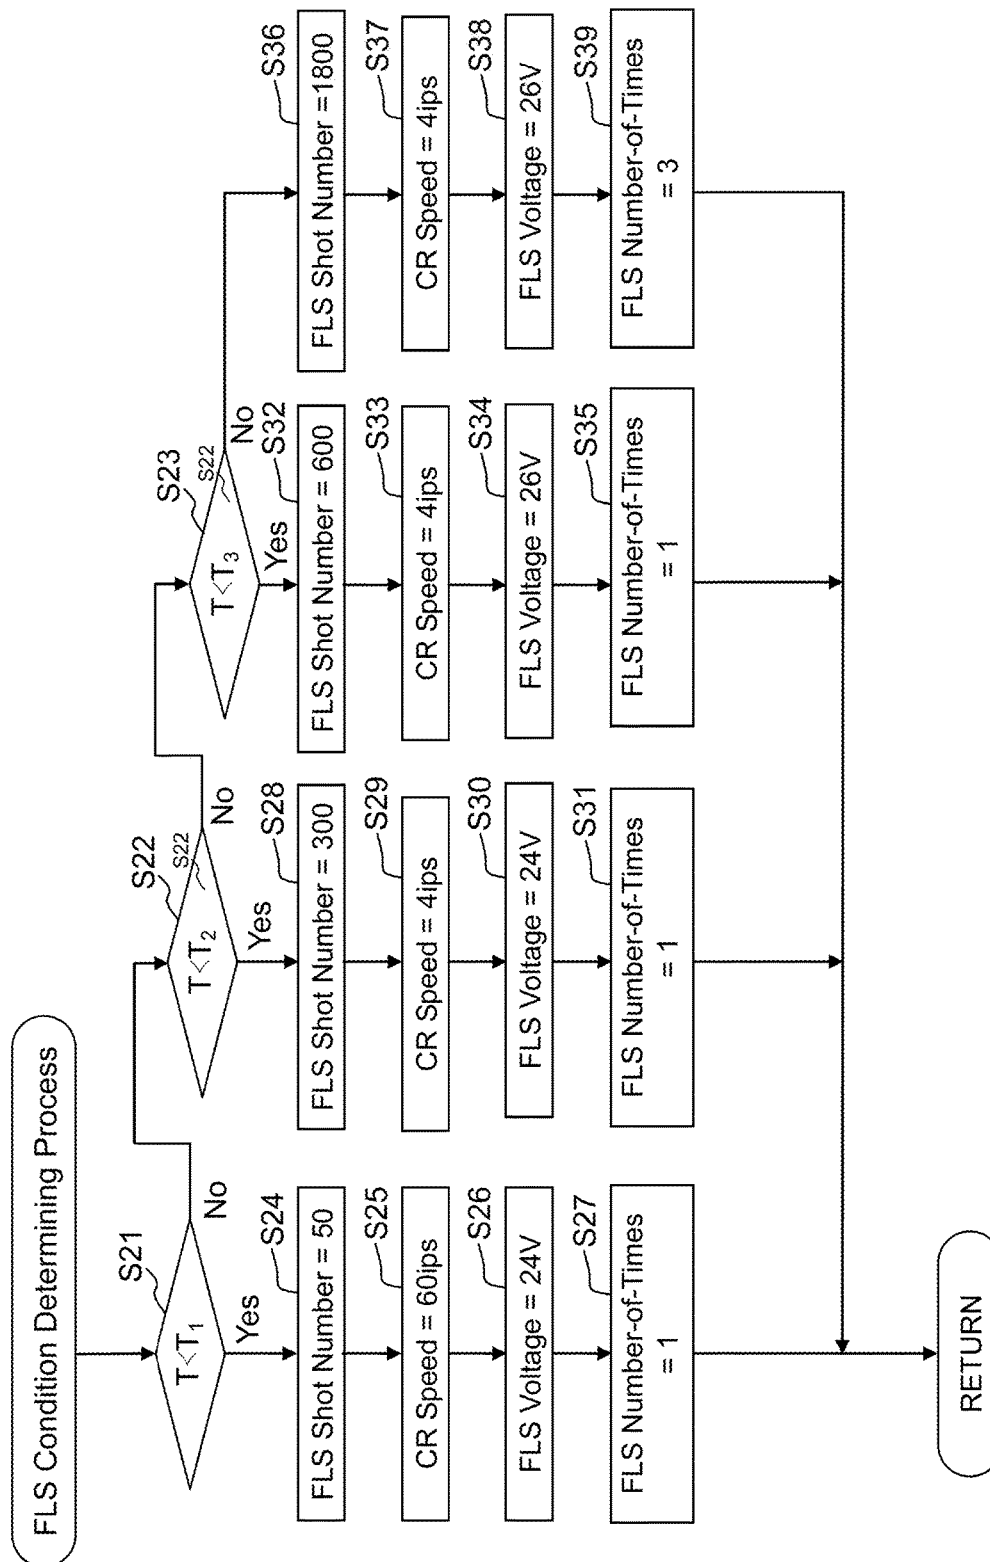 FLS Condition Determining Process
S21
T<T1
No
Yes
S24
FLS Shot Number = 50
S25
CR Speed = 60ips
S26
FLS Voltage = 24V
S27
FLS Number-of-Times
= 1
S22
T<T2
S22
No
Yes
S28
FLS Shot Number = 300
S29
CR Speed = 4ips
S30
FLS Voltage = 24V
S31
FLS Number-of-Times
= 1
S23
T<T3
S22
No
Yes
S32
FLS Shot Number = 600
S33
CR Speed = 4ips
S34
FLS Voltage = 26V
S35
FLS Number-of-Times
= 1
S36
FLS Shot Number =1800
S37
CR Speed = 4ips
S38
FLS Voltage = 26V
S39
FLS Number-of-Times
= 3
RETURN